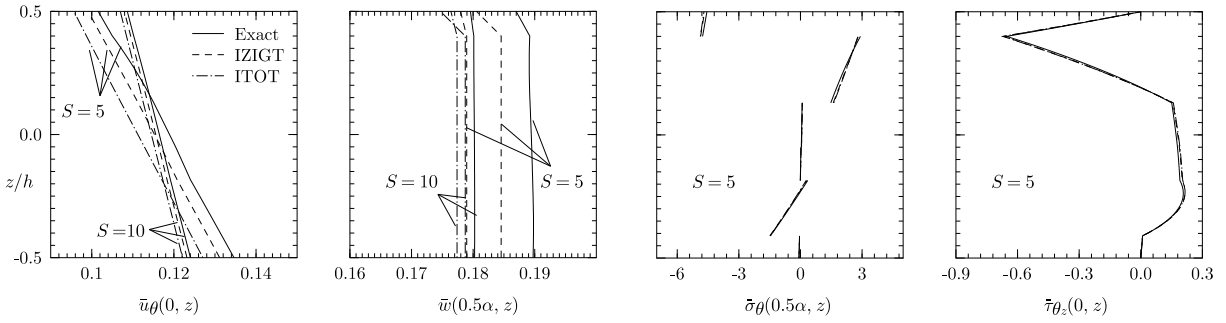 0.5
0.0
z/h
-0.5
Exact
IZIGT
ITOT
S = 5
S =10
0.1 0.12 0.14
ūθ(0, z)
S = 10
S = 5
0.16 0.17 0.18 0.19
w̄(0.5α, z)
S = 5
-6 -3 0 3
σ̄θ(0.5α, z)
S = 5
-0.9 -0.6 -0.3 0.0 0.3
τ̄θz(0, z)